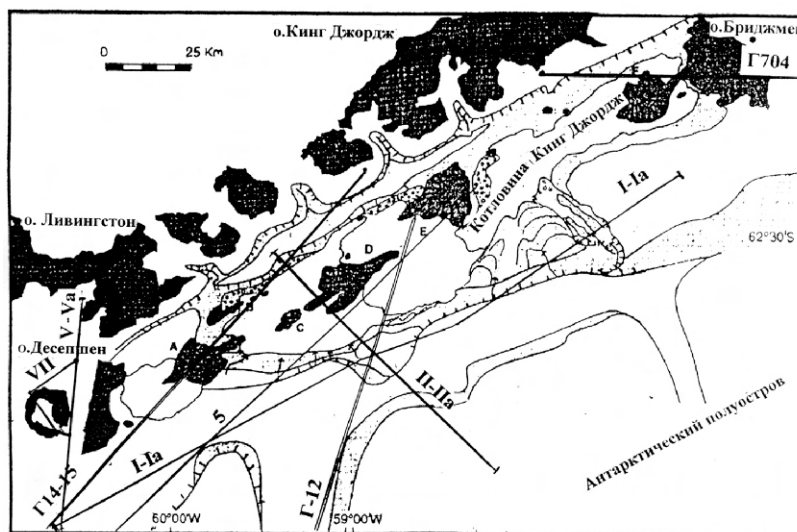 о.Кинг Джордж
о.Бриджмен
0 25 Km
Г704
F
Котловина Кинг Джордж
I-Ia
о. Ливингстон
62°30'S
E
D
B
C
V-Va
о.Десепшен
A
VII
II-IIa
5
Антарктический полуостров
I-Ia
Г14-15
Г-12
60°00'W
59°00'W